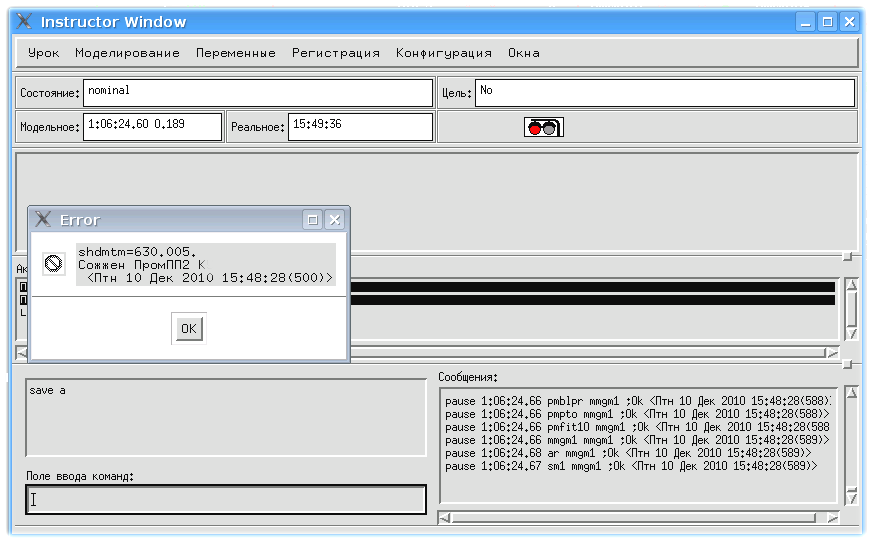 Instructor Window
Урок Моделирование Переменные Регистрация Конфигурация Окна
Состояние: nominal Цель: No
Модельное: 1:06:24.60 0.189 Реальное: 15:49:36
Error
shdmtm=630.005.
Сожжен ПромПП2 К
<Птн 10 Дек 2010 15:48:28(500)>
OK
Сообщения:
save a
pause 1:06:24.66 pmblpr mmgm1 ;Ok <Птн 10 Дек 2010 15:48:28(588)>
pause 1:06:24.66 pmpto mmgm1 ;Ok <Птн 10 Дек 2010 15:48:28(588)>
pause 1:06:24.66 pmfit10 mmgm1 ;Ok <Птн 10 Дек 2010 15:48:28(588
pause 1:06:24.66 mmgm1 mmgm1 ;Ok <Птн 10 Дек 2010 15:48:28(589)>
pause 1:06:24.68 ar mmgm1 ;Ok <Птн 10 Дек 2010 15:48:28(589)>
pause 1:06:24.67 sm1 mmgm1 ;Ok <Птн 10 Дек 2010 15:48:28(589)>
Поле ввода команд: